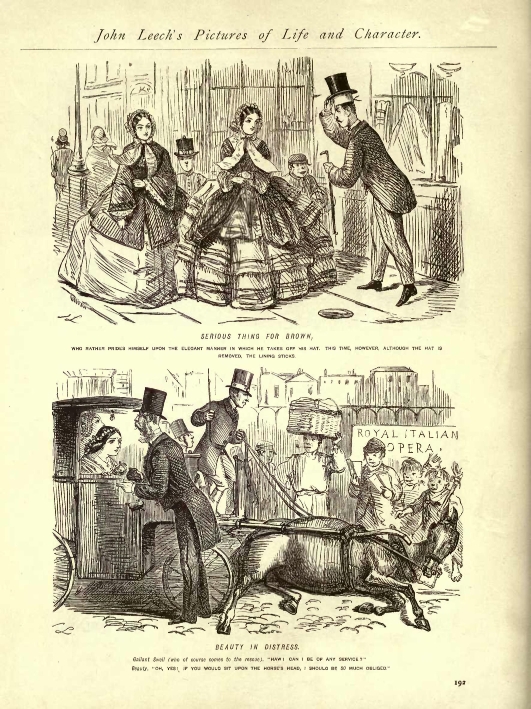 John Leech's Pictures of Life and Character.
SERIOUS THING FOR BROWN,
WHO RATHER PRIDES HIMSELF UPON THE ELEGANT MANNER IN WHICH HE TAKES OFF HIS HAT. THIS TIME, HOWEVER, ALTHOUGH THE HAT IS
REMOVED, THE LINING STICKS.
ROYAL ITALIAN
OPERA.
BEAUTY IN DISTRESS.
Gallant Swell (who of course comes to the rescue). "HAW! CAN I BE OF ANY SERVICE?"
Beauty. "OH, YES! IF YOU WOULD SIT UPON THE HORSE'S HEAD, I SHOULD BE SO MUCH OBLIGED."
192